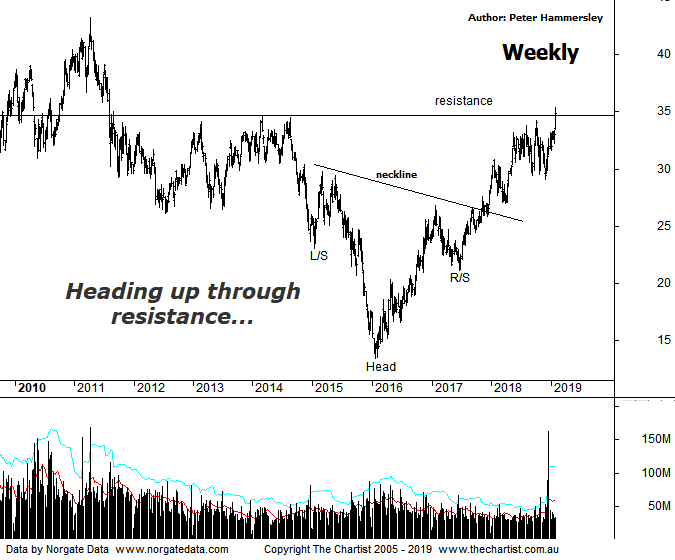 Author: Peter Hammersley
Weekly
40
resistance
35
neckline
30
25
L/S
R/S
Heading up through
resistance...
20
15
Head
2010 2011 2012 2013 2014 2015 2016 2017 2018 2019
150M
100M
50M
Data by Norgate Data www.norgatedata.com Copyright The Chartist 2005 - 2019 www.thechartist.com.au